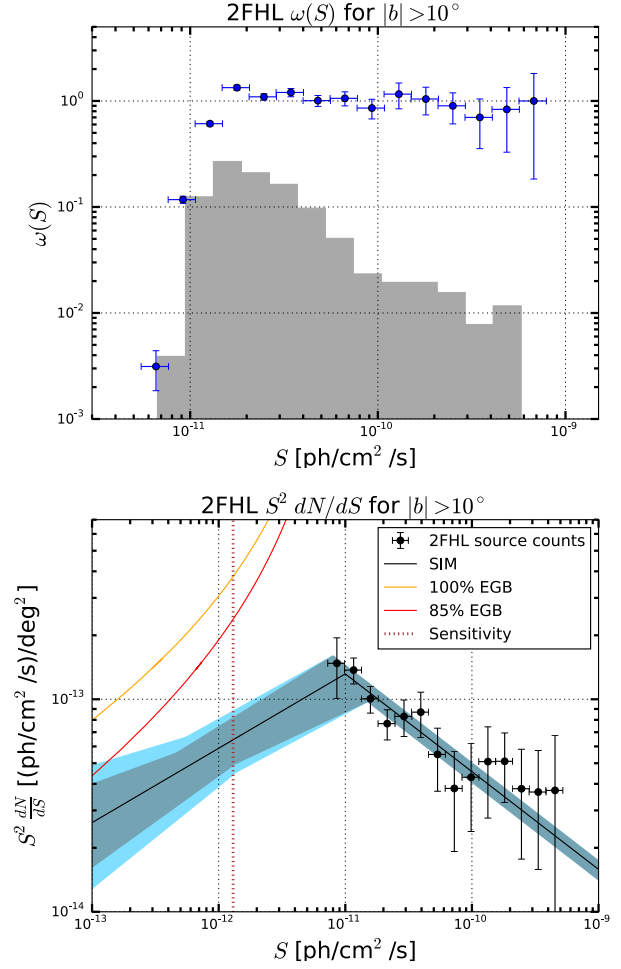 2FHL ω(S) for |b| >10°
10⁰
10⁻¹
10⁻²
10⁻³
ω(S)
10⁻¹¹ 10⁻¹⁰ 10⁻⁹
S [ph/cm² /s]
2FHL S² dN/dS for |b| >10°
2FHL source counts
SIM
100% EGB
85% EGB
Sensitivity
10⁻¹³
10⁻¹⁴
S² dN/dS [(ph/cm² /s)/deg²]
10⁻¹³ 10⁻¹² 10⁻¹¹ 10⁻¹⁰ 10⁻⁹
S [ph/cm² /s]